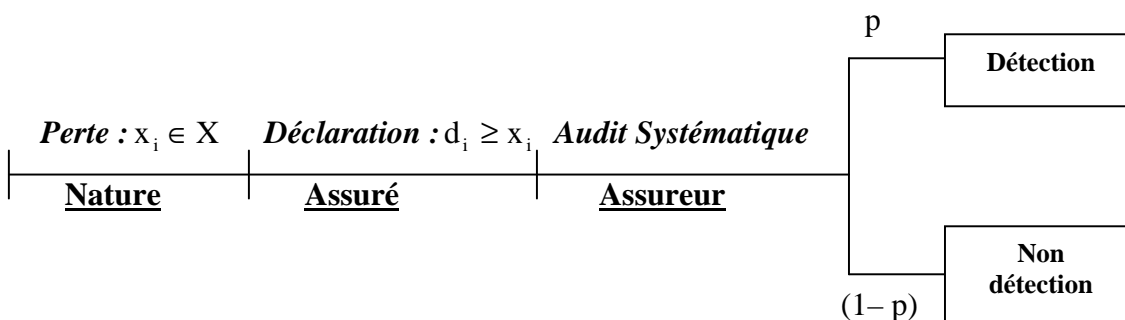 p
Détection
Perte : xᵢ ∈ X Déclaration : dᵢ ≥ xᵢ Audit Systématique
Nature Assuré Assureur
Non
détection
(1– p)